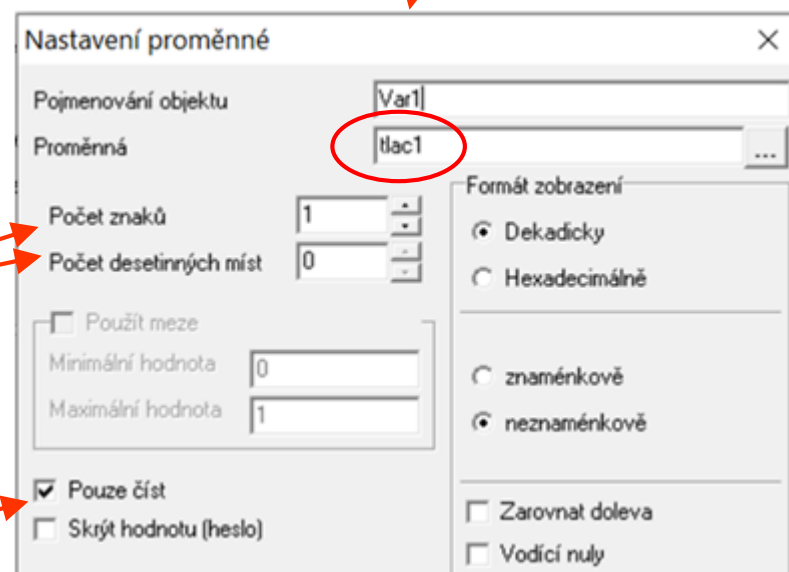 Nastavení proměnné
Pojmenování objektu Var1
Proměnná tlac1 ...
Počet znaků 1
Počet desetinných míst 0
Použít meze
Minimální hodnota 0
Maximální hodnota 1
Pouze číst
Skrýt hodnotu (heslo)
Formát zobrazení
Dekadicky
Hexadecimálně
znaménkově
neznaménkově
Zarovnat doleva
Vodící nuly